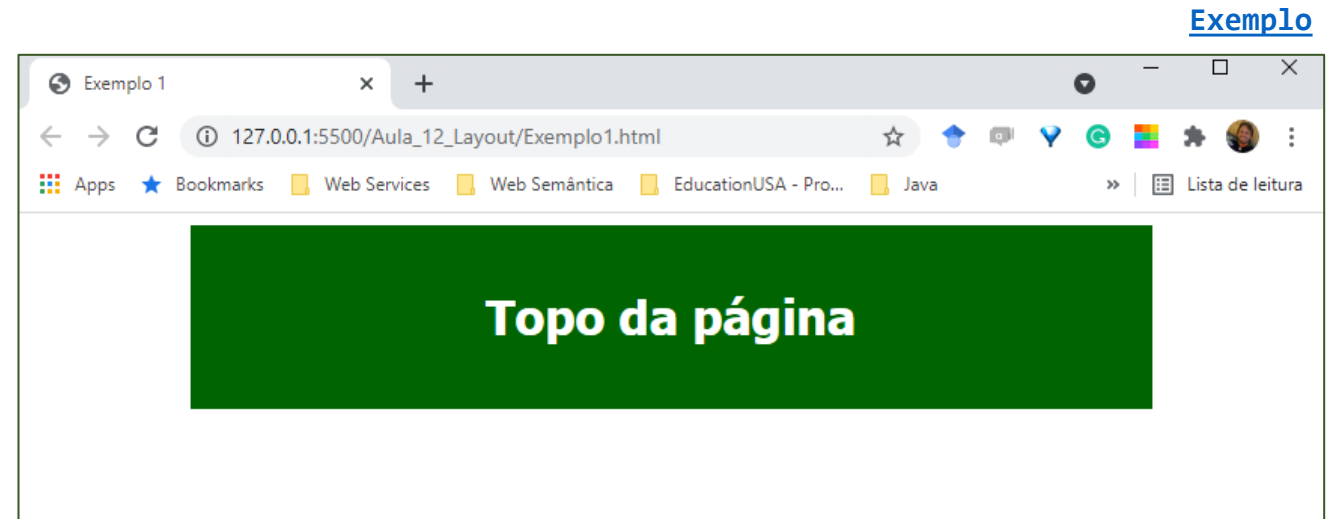 Exemplo
Exemplo 1
127.0.0.1:5500/Aula_12_Layout/Exemplo1.html
Apps Bookmarks Web Services Web Semântica EducationUSA - Pro... Java » Lista de leitura
Topo da página